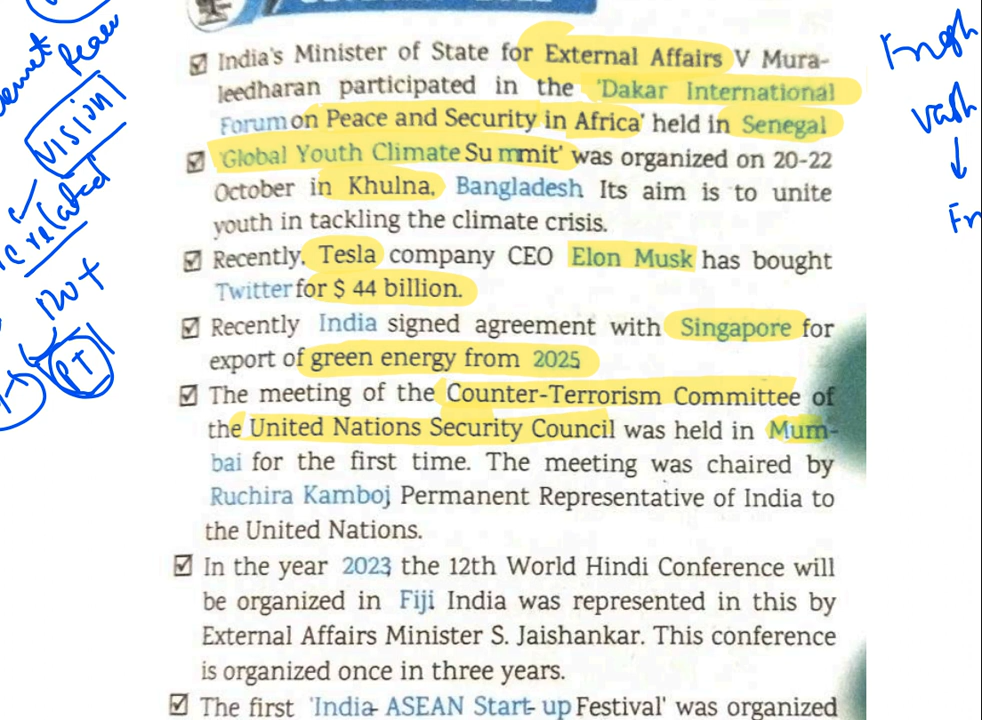 India's Minister of State for External Affairs V Mura-
leedharan participated in the 'Dakar International
Forum on Peace and Security in Africa' held in Senegal
'Global Youth Climate Summit' was organized on 20-22
October in Khulna, Bangladesh Its aim is to unite
youth in tackling the climate crisis.
Recently, Tesla company CEO Elon Musk has bought
Twitter for $ 44 billion.
Recently India signed agreement with Singapore for
export of green energy from 2025
The meeting of the Counter-Terrorism Committee of
the United Nations Security Council was held in Mum-
bai for the first time. The meeting was chaired by
Ruchira Kamboj Permanent Representative of India to
the United Nations.
In the year 2023 the 12th World Hindi Conference will
be organized in Fiji India was represented in this by
External Affairs Minister S. Jaishankar. This conference
is organized once in three years.
The first 'India- ASEAN Start- up Festival' was organized
Vision
related
PT